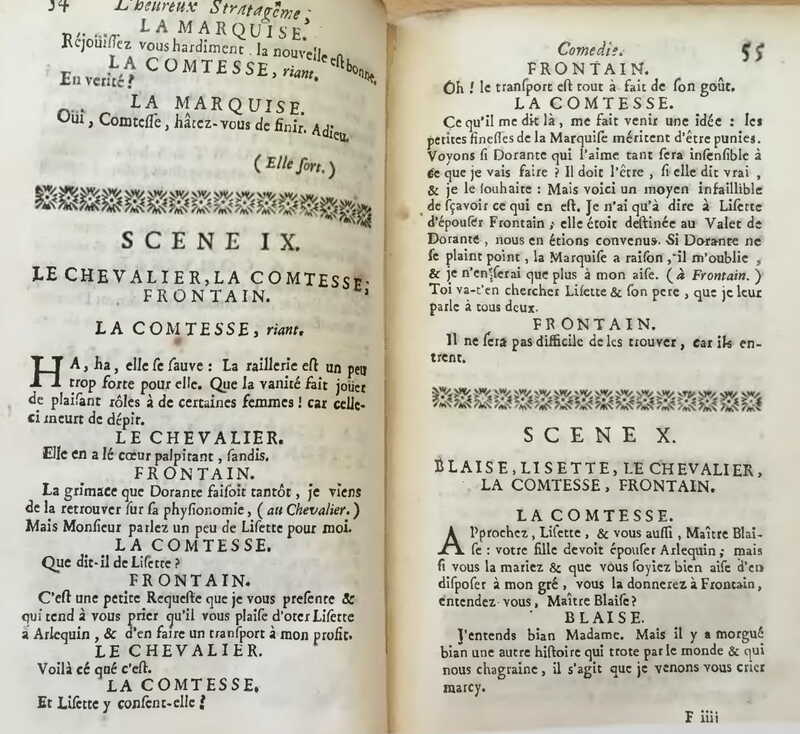 54 L'heureux Stratagême,
LA MARQUISE.
Réjouissez vous hardiment, la nouvelle est bonne.
LA COMTESSE, riant.
En verité ?
LA MARQUISE.
Oüi, Comtesse, hâtez-vous de finir. Adieu.
( Elle sort. )
SCENE IX.
LE CHEVALIER, LA COMTESSE;
FRONTAIN.
LA COMTESSE, riant.
HA, ha, elle se sauve : La raillerie est un peu
trop forte pour elle. Que la vanité fait joüer
de plaisant rôles à de certaines femmes ! car celle-
ci meurt de dépir.
LE CHEVALIER.
Elle en a lé cœur palpitant, sandis.
FRONTAIN.
La grimace que Dorante faisoit tantôt, je viens
de la retrouver sur sa physionomie, ( au Chevalier. )
Mais Monsieur parlez un peu de Lisette pour moi.
LA COMTESSE.
Que dit-il de Lisette ?
FRONTAIN.
C'est une petite Requeste que je vous presente &
qui tend à vous prier qu'il vous plaise d'oter Lisette
à Arlequin, & d'en faire un transport à mon profit.
LE CHEVALIER.
Voilà cé qué c'est.
LA COMTESSE.
Et Lisette y consent-elle !
Comedie. 55
FRONTAIN.
Oh ! le transport est tout à fait de son goût.
LA COMTESSE.
Ce qu'il me dit là, me fait venir une idée : les
petites finesses de la Marquise méritent d'être punies.
Voyons si Dorante qui l'aime tant sera insensible à
ce que je vais faire ? Il doit l'être, si elle dit vrai,
& je le souhaite : Mais voici un moyen infaillible
de sçavoir ce qui en est. Je n'ai qu'à dire à Lisette
d'épouser Frontain ; elle étoit destinée au Valet de
Dorante, nous en étions convenus. Si Dorante ne
se plaint point, la Marquise a raison, il m'oublie,
& je n'en serai que plus à mon aise. ( à Frontain. )
Toi va-t'en chercher Lisette & son pere, que je leur
parle à tous deux.
FRONTAIN.
Il ne sera pas difficile de les trouver, car ils en-
trent.
SCENE X.
BLAISE, LISETTE, LE CHEVALIER,
LA COMTESSE, FRONTAIN.
LA COMTESSE.
APprochez, Lisette, & vous aussi, Maître Blai-
se : votre fille devoit épouser Arlequin ; mais
si vous la mariez & que vous soyiez bien aise d'en
disposer à mon gré, vous la donnerez à Frontain,
entendez vous, Maître Blaise ?
BLAISE.
J'entends bian Madame. Mais il y a morgué
bian une autre histoire qui trote par le monde & qui
nous chagraine, il s'agit que je venons vous crier
marcy.
F iiii